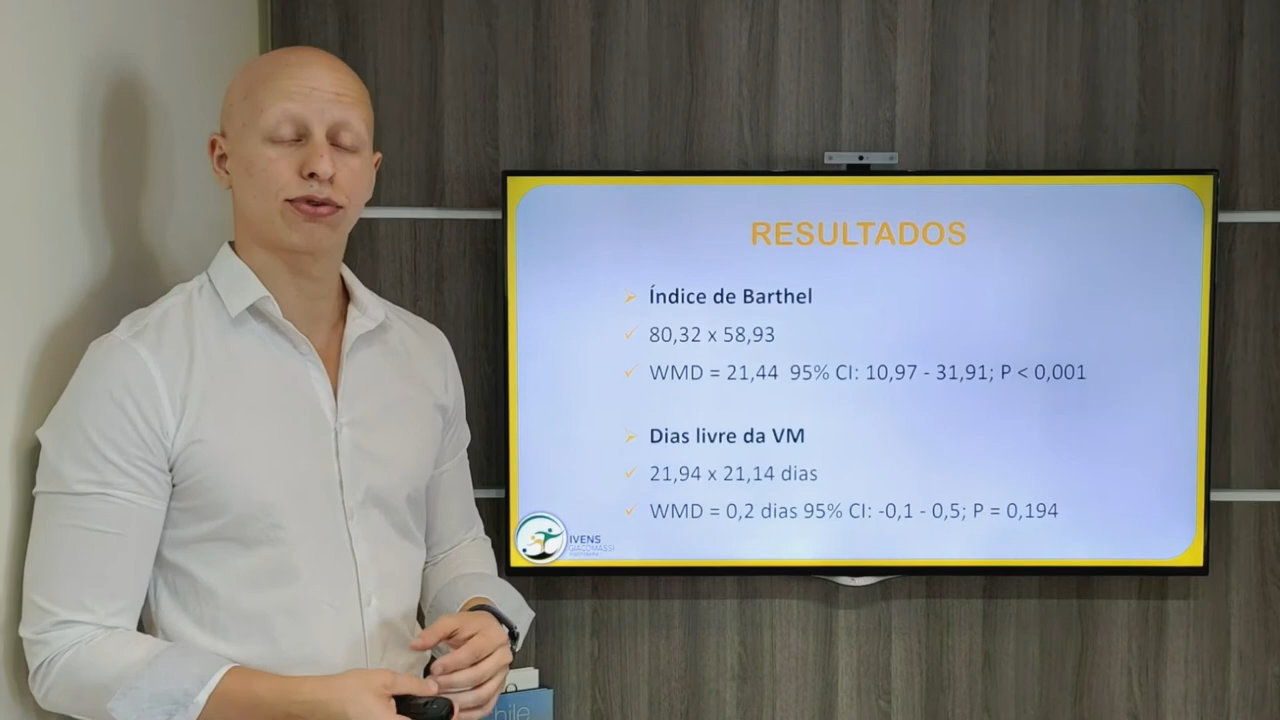 RESULTADOS
Índice de Barthel
80,32 x 58,93
WMD = 21,44 95% CI: 10,97 - 31,91; P < 0,001
Dias livre da VM
21,94 x 21,14 dias
WMD = 0,2 dias 95% CI: -0,1 - 0,5; P = 0,194
IVENS
GIACOMASSI
hile